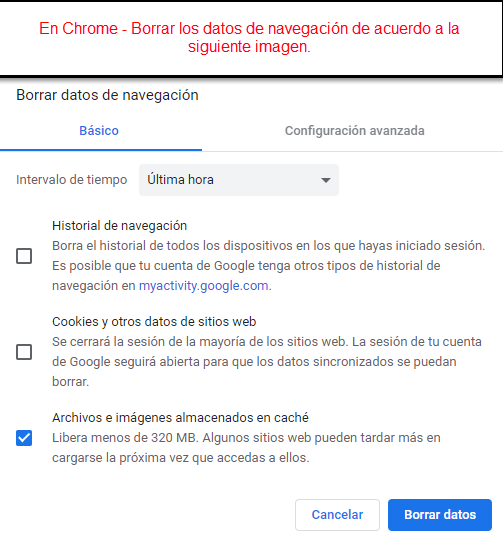 En Chrome - Borrar los datos de navegación de acuerdo a la
siguiente imagen.
Borrar datos de navegación
Básico
Configuración avanzada
Intervalo de tiempo
Última hora
Historial de navegación
Borra el historial de todos los dispositivos en los que hayas iniciado sesión.
Es posible que tu cuenta de Google tenga otros tipos de historial de
navegación en myactivity.google.com.
Cookies y otros datos de sitios web
Se cerrará la sesión de la mayoría de los sitios web. La sesión de tu cuenta
de Google seguirá abierta para que los datos sincronizados se puedan
borrar.
Archivos e imágenes almacenados en caché
Libera menos de 320 MB. Algunos sitios web pueden tardar más en
cargarse la próxima vez que accedas a ellos.
Cancelar
Borrar datos